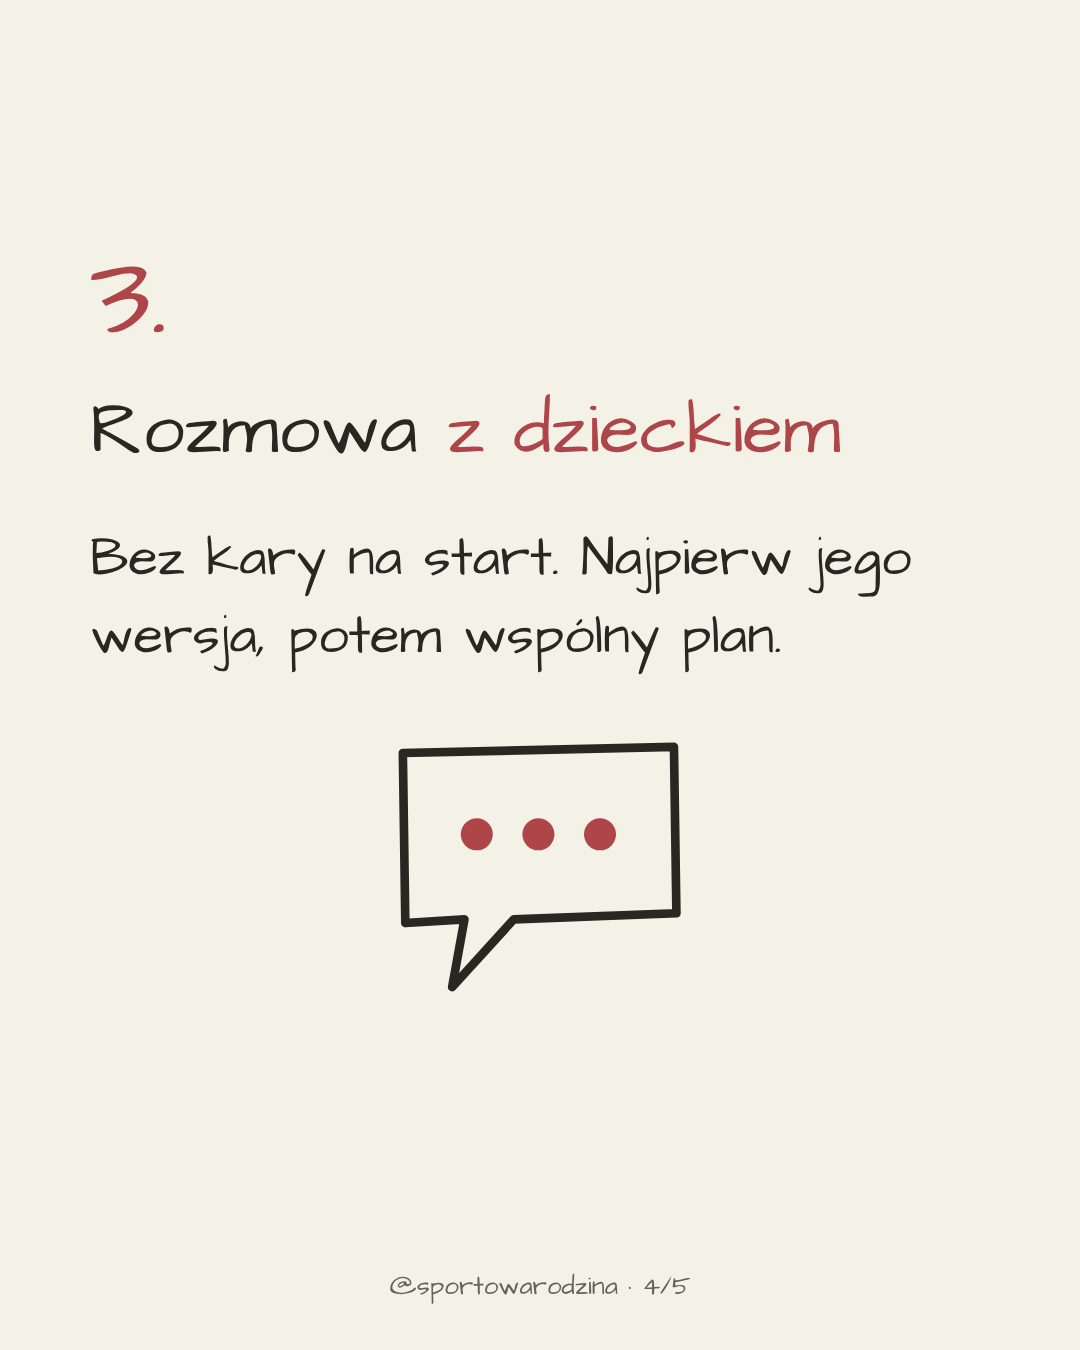 3.
Rozmowa z dzieckiem
Bez kary na start. Najpierw jego
wersja, potem wspólny plan.
@sportowarodzina · 4/5